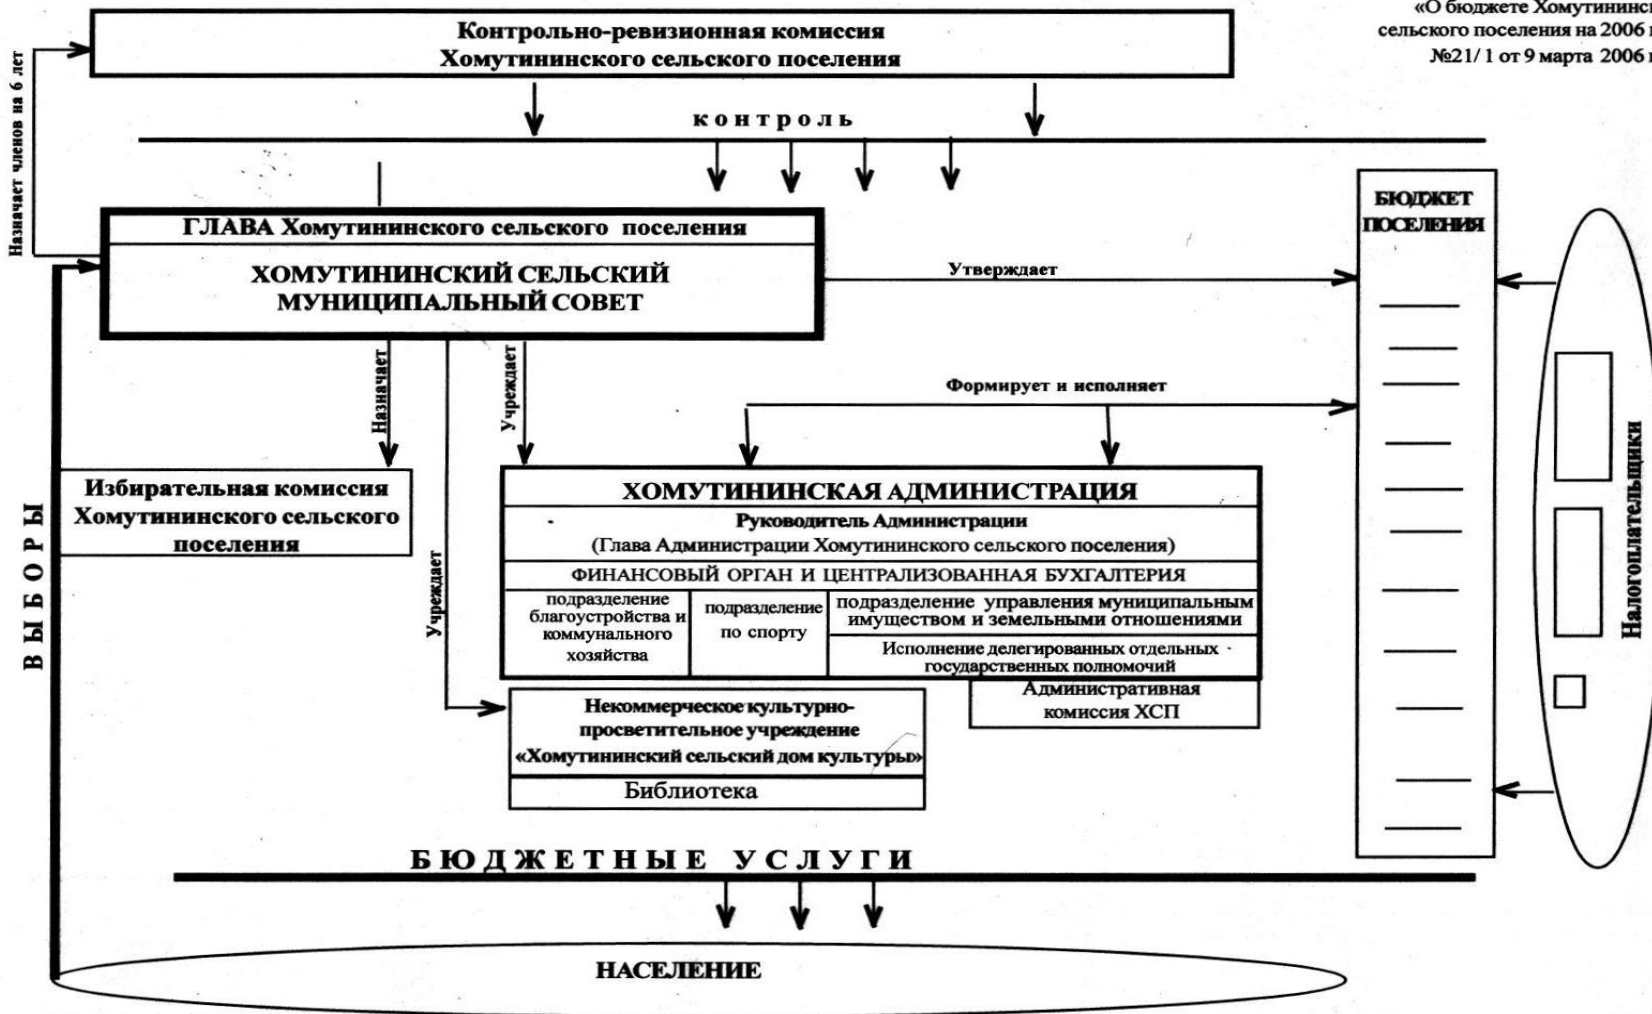 «О бюджете Хомутининск
сельского поселения на 2006
№21/ 1 от 9 марта 2006
Контрольно-ревизионная комиссия
Хомутининского сельского поселения
Назначает членов на 6 лет
контроль
ГЛАВА Хомутининского сельского поселения
ХОМУТИНИНСКИЙ СЕЛЬСКИЙ
МУНИЦИПАЛЬНЫЙ СОВЕТ
БЮДЖЕТ
ПОСЕЛЕНИЯ
Утверждает
Назначает
Учреждает
Формирует и исполняет
Налогоплательщики
ВЫБОРЫ
Избирательная комиссия
Хомутининского сельского
поселения
Учреждает
ХОМУТИНИНСКАЯ АДМИНИСТРАЦИЯ
Руководитель Администрации
(Глава Администрации Хомутининского сельского поселения)
ФИНАНСОВЫЙ ОРГАН И ЦЕНТРАЛИЗОВАННАЯ БУХГАЛТЕРИЯ
подразделение
благоустройства и
коммунального
хозяйства
подразделение
по спорту
подразделение управления муниципальным
имуществом и земельными отношениями
Исполнение делегированных отдельных
государственных полномочий
Административная
комиссия ХСП
Некоммерческое культурно-
просветительное учреждение
«Хомутининский сельский дом культуры»
Библиотека
БЮДЖЕТНЫЕ УСЛУГИ
НАСЕЛЕНИЕ